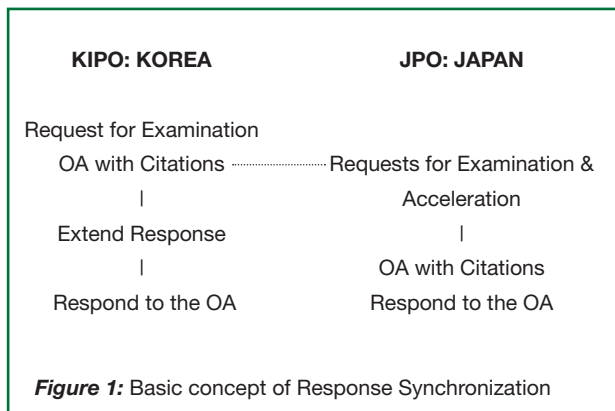 KIPO: KOREA JPO: JAPAN
Request for Examination
OA with Citations Requests for Examination &
| Acceleration
Extend Response |
| OA with Citations
Respond to the OA Respond to the OA
Figure 1: Basic concept of Response Synchronization